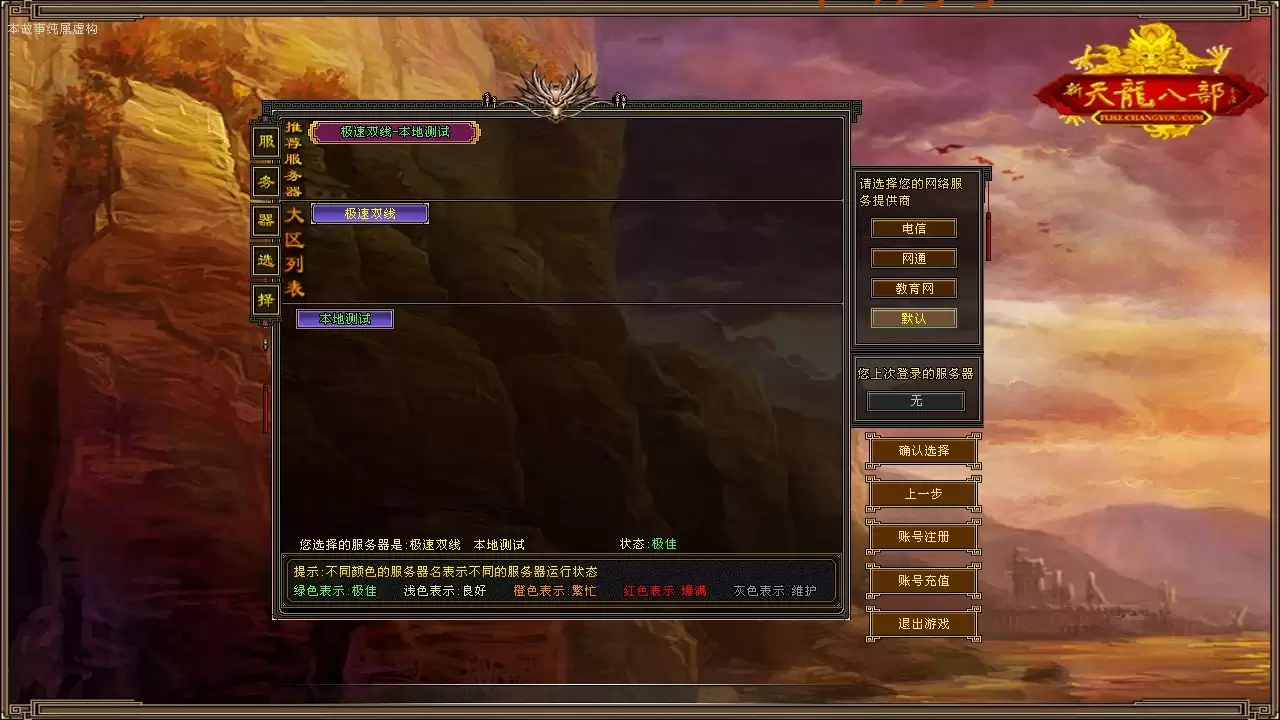 本故事纯属虚构
新天龍八部
TLBB.CHANGYOU.COM
服务器选择
推荐服务器
极速双线-本地测试
大区列表
极速双线
本地测试
请选择您的网络服
务提供商
电信
网通
教育网
默认
您上次登录的服务器
无
确认选择
上一步
账号注册
账号充值
退出游戏
您选择的服务器是:极速双线 本地测试
状态:极佳
提示:不同颜色的服务器名表示不同的服务器运行状态
绿色表示:极佳 浅色表示:良好 橙色表示:繁忙 红色表示:爆满 灰色表示:维护